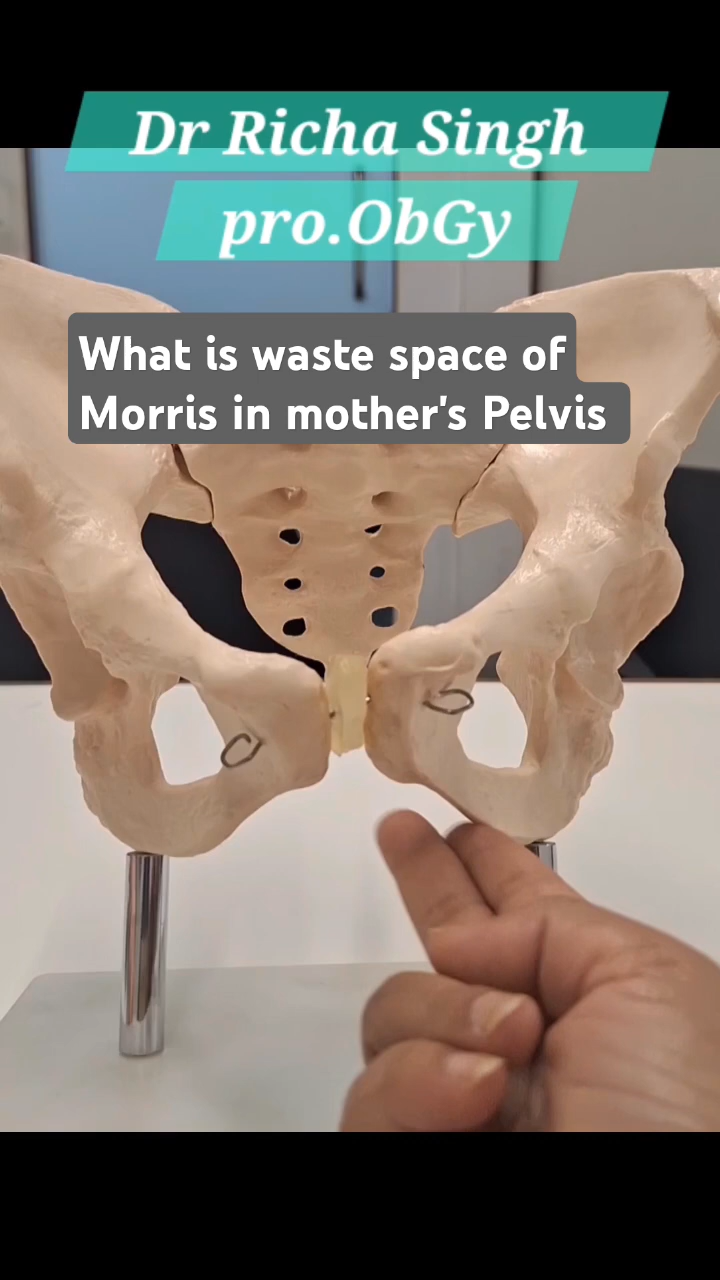 Dr Richa Singh
pro.ObGy
What is waste space of
Morris in mother's Pelvis